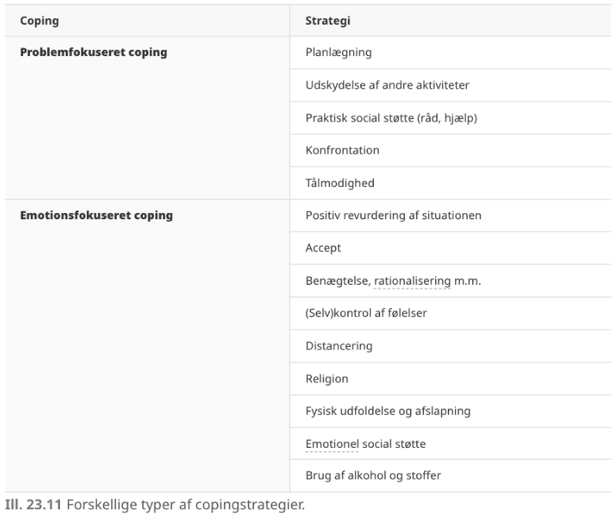 Coping Strategi
Problemfokuseret coping Planlægning
Udskydelse af andre aktiviteter
Praktisk social støtte (råd, hjælp)
Konfrontation
Tålmodighed
Emotionsfokuseret coping Positiv revurdering af situationen
Accept
Benægtelse, rationalisering m.m.
(Selv)kontrol af følelser
Distancering
Religion
Fysisk udfoldelse og afslapning
Emotionel social støtte
Brug af alkohol og stoffer
Ill. 23.11 Forskellige typer af copingstrategier.